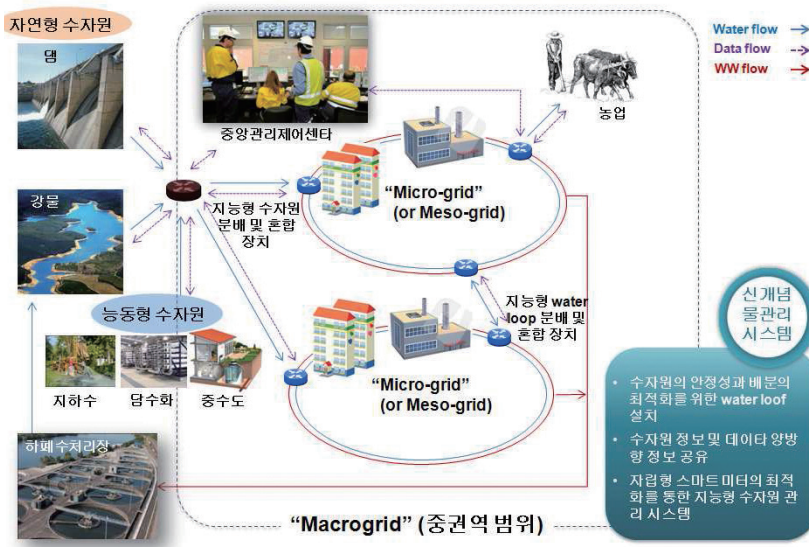 자연형 수자원
댐
강물
능동형 수자원
지하수
담수화
중수도
하폐수처리장
중앙관리제어센타
지능형 수자원
분배 및 혼합
장치
“Micro-grid”
(or Meso-grid)
농업
Water flow
Data flow
WW flow
지능형 water
loop 분배 및
혼합 장치
“Micro-grid”
(or Meso-grid)
“Macrogrid” (중권역 범위)
신개념
물관리
시스템
• 수자원의 안정성과 배분의
최적화를 위한 water loof
설치
• 수자원 정보 및 데이타 양방
향 정보 공유
• 자립형 스마트 미터의 최적
화를 통한 지능형 수자원 관
리 시스템